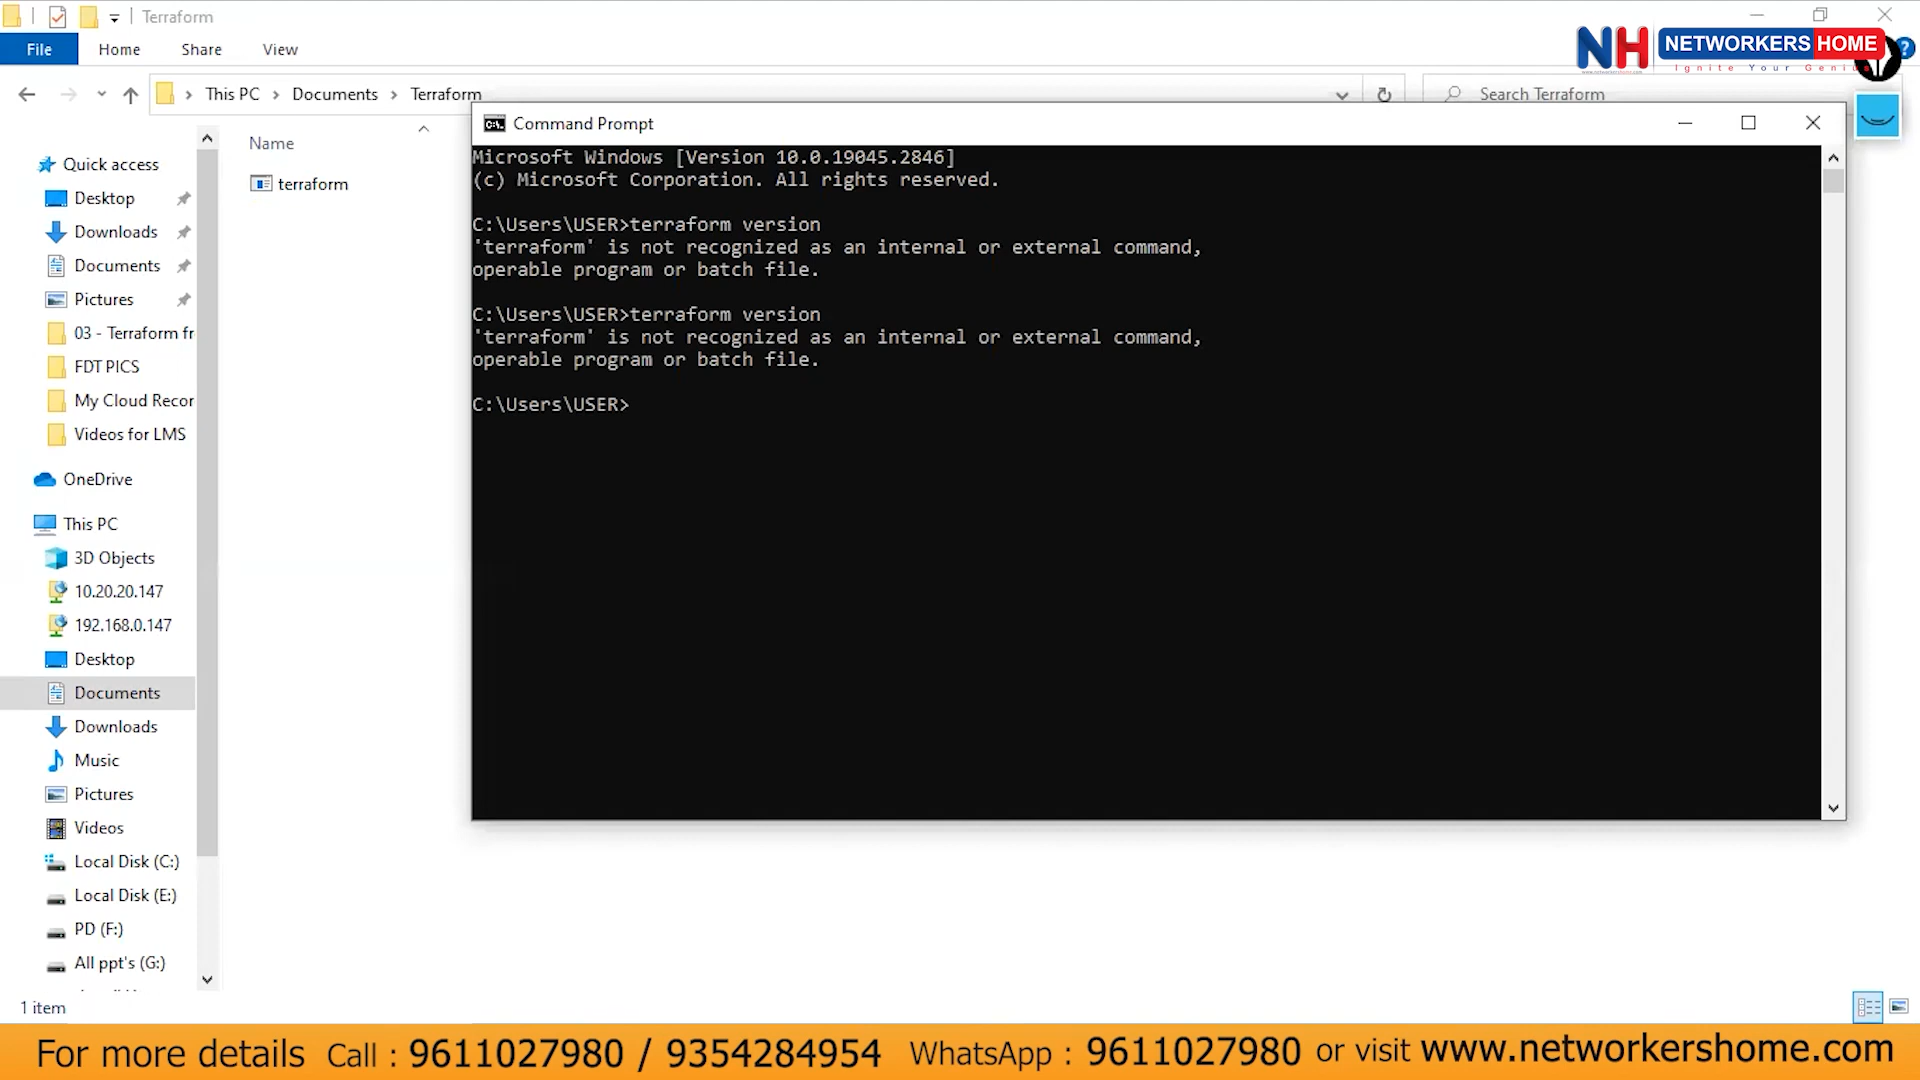 Terraform
File
Home
Share
View
NH
NETWORKERS HOME
Ignite Your Genius
This PC > Documents > Terraform
Search Terraform
Name
terraform
Quick access
Desktop
Downloads
Documents
Pictures
03 - Terraform fr
FDT PICS
My Cloud Recor
Videos for LMS
OneDrive
This PC
3D Objects
10.20.20.147
192.168.0.147
Desktop
Documents
Downloads
Music
Pictures
Videos
Local Disk (C:)
Local Disk (E:)
PD (F:)
All ppt's (G:)
1 item
Command Prompt
Microsoft Windows [Version 10.0.19045.2846]
(c) Microsoft Corporation. All rights reserved.
C:\Users\USER>terraform version
'terraform' is not recognized as an internal or external command,
operable program or batch file.
C:\Users\USER>terraform version
'terraform' is not recognized as an internal or external command,
operable program or batch file.
C:\Users\USER>
For more details Call : 9611027980 / 9354284954 WhatsApp : 9611027980 or visit www.networkershome.com